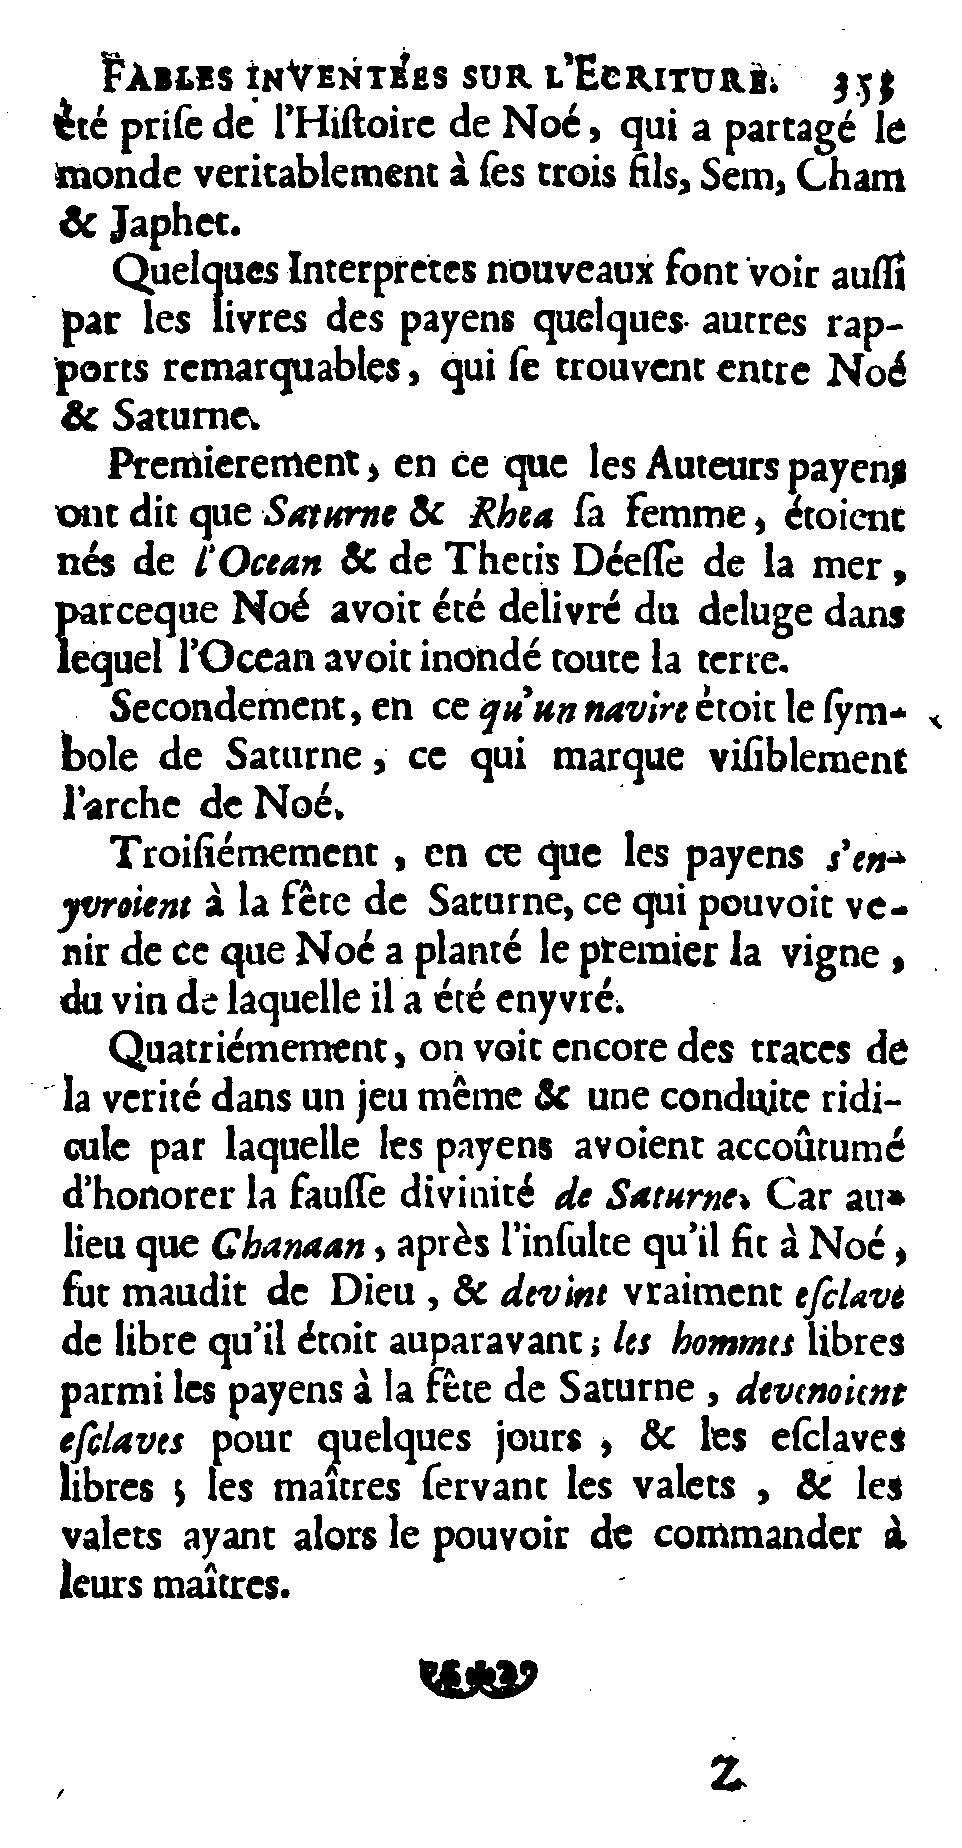 FABLES INVENTÉES SUR L'ECRITURE. 353
été priſe de l'Hiſtoire de Noé, qui a partagé le
monde veritablement à ſes trois fils, Sem, Cham
& Japhet.
Quelques Interpretes nouveaux font voir auſſi
par les livres des payens quelques autres rap-
ports remarquables, qui ſe trouvent entre Noé
& Saturne.
Premierement, en ce que les Auteurs payens
ont dit que Saturne & Rhea ſa femme, étoient
nés de l'Ocean & de Thetis Déeſſe de la mer,
parceque Noé avoit été delivré du deluge dans
lequel l'Ocean avoit inondé toute la terre.
Secondement, en ce qu'un navire étoit le ſym-
bole de Saturne, ce qui marque viſiblement
l'arche de Noé.
Troiſiémement, en ce que les payens s'en-
yvroient à la fête de Saturne, ce qui pouvoit ve-
nir de ce que Noé a planté le premier la vigne,
du vin de laquelle il a été enyvré.
Quatriémement, on voit encore des traces de
la verité dans un jeu même & une conduite ridi-
cule par laquelle les payens avoient accoûtumé
d'honorer la fauſſe divinité de Saturne. Car au-
lieu que Chanaan, après l'inſulte qu'il fit à Noé,
fut maudit de Dieu, & devint vraiment eſclave
de libre qu'il étoit auparavant; les hommes libres
parmi les payens à la fête de Saturne, devenoient
eſclaves pour quelques jours, & les eſclaves
libres; les maîtres ſervant les valets, & les
valets ayant alors le pouvoir de commander à
leurs maîtres.
Z